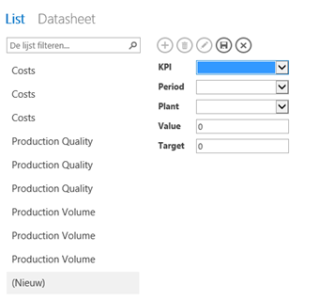 List Datasheet
De lijst filteren...
Costs
Costs
Costs
Production Quality
Production Quality
Production Quality
Production Volume
Production Volume
Production Volume
(Nieuw)
KPI
Period
Plant
Value 0
Target 0